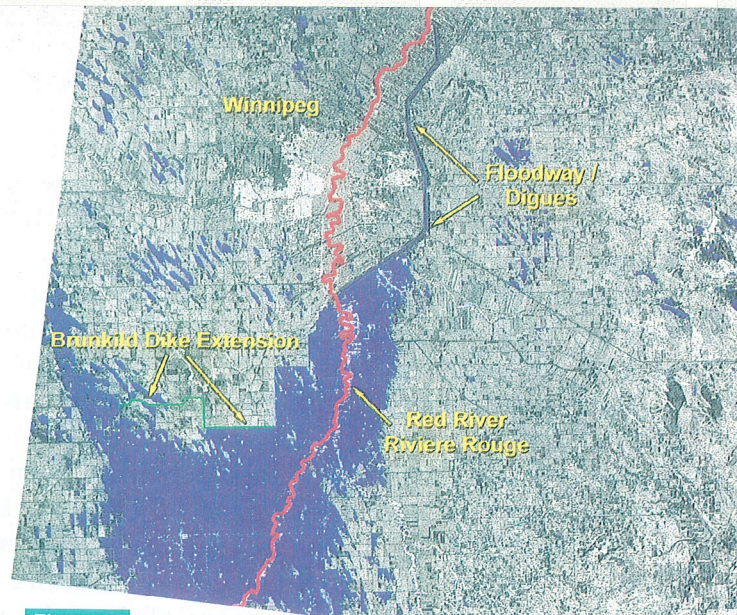 Winnipeg
Floodway /
Digues
Brunkild Dike Extension
Red River
Riviere Rouge